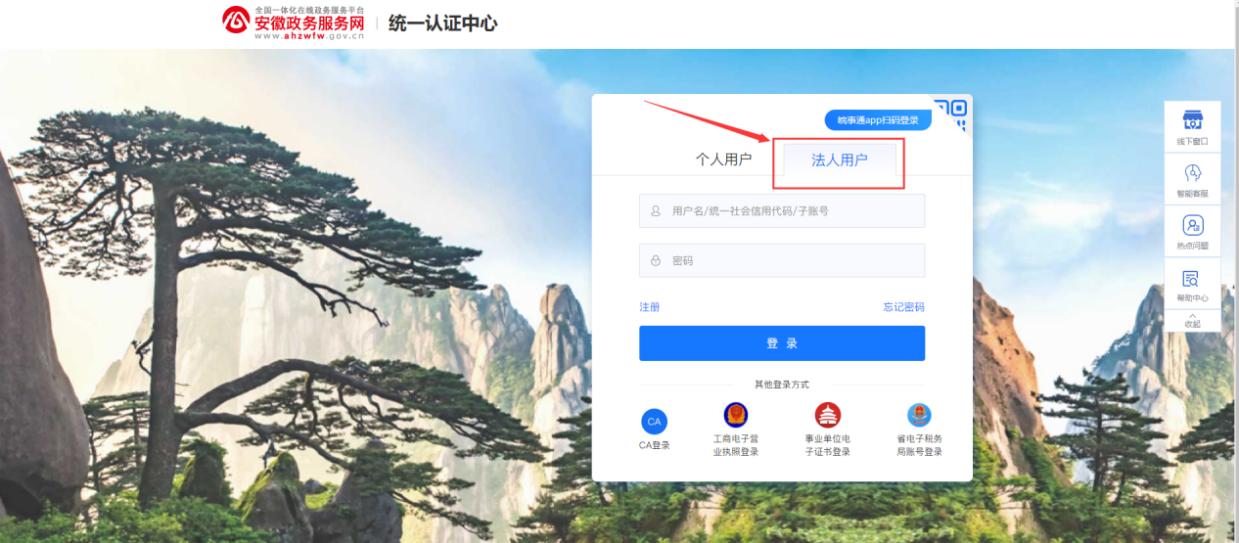 全国一体化在线政务服务平台
安徽政务服务网
统一认证中心
www.ahzwfw.gov.cn
皖事通app扫码登录
个人用户
法人用户
用户名/统一社会信用代码/子账号
密码
注册
忘记密码
登 录
其他登录方式
CA
CA登录
工商电子营
业执照登录
事业单位电
子证书登录
省电子税务
局账号登录
线下窗口
智能客服
热点问题
帮助中心
收起